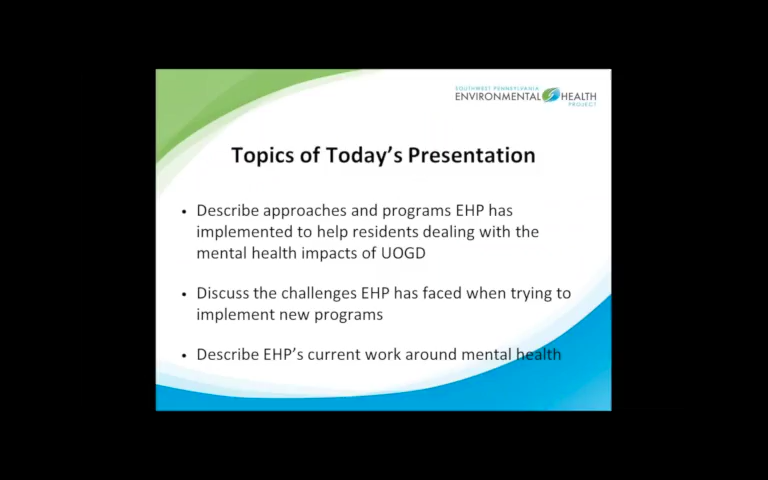 SOUTHWEST PENNSYLVANIA
ENVIRONMENTAL HEALTH
PROJECT
Topics of Today's Presentation
• Describe approaches and programs EHP has
implemented to help residents dealing with the
mental health impacts of UOGD
• Discuss the challenges EHP has faced when trying to
implement new programs
• Describe EHP's current work around mental health